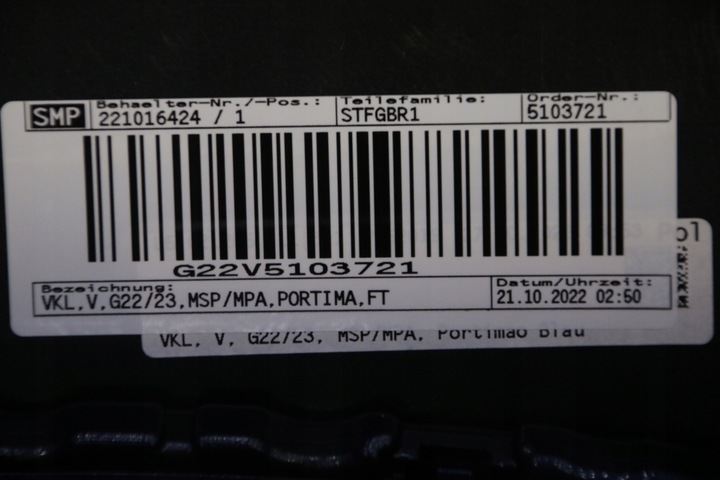 SMP
Behaelter-Nr./-Pos.: Teilefamilie: Order-Nr.:
221016424 / 1 STFGBR1 5103721
G22V5103721
Bezeichnung: Datum/Uhrzeit:
VKL,V,G22/23,MSP/MPA,PORTIMA,FT 21.10.2022 02:50
VKL, V, G22/23, MSP/MPA, Portimao Blau